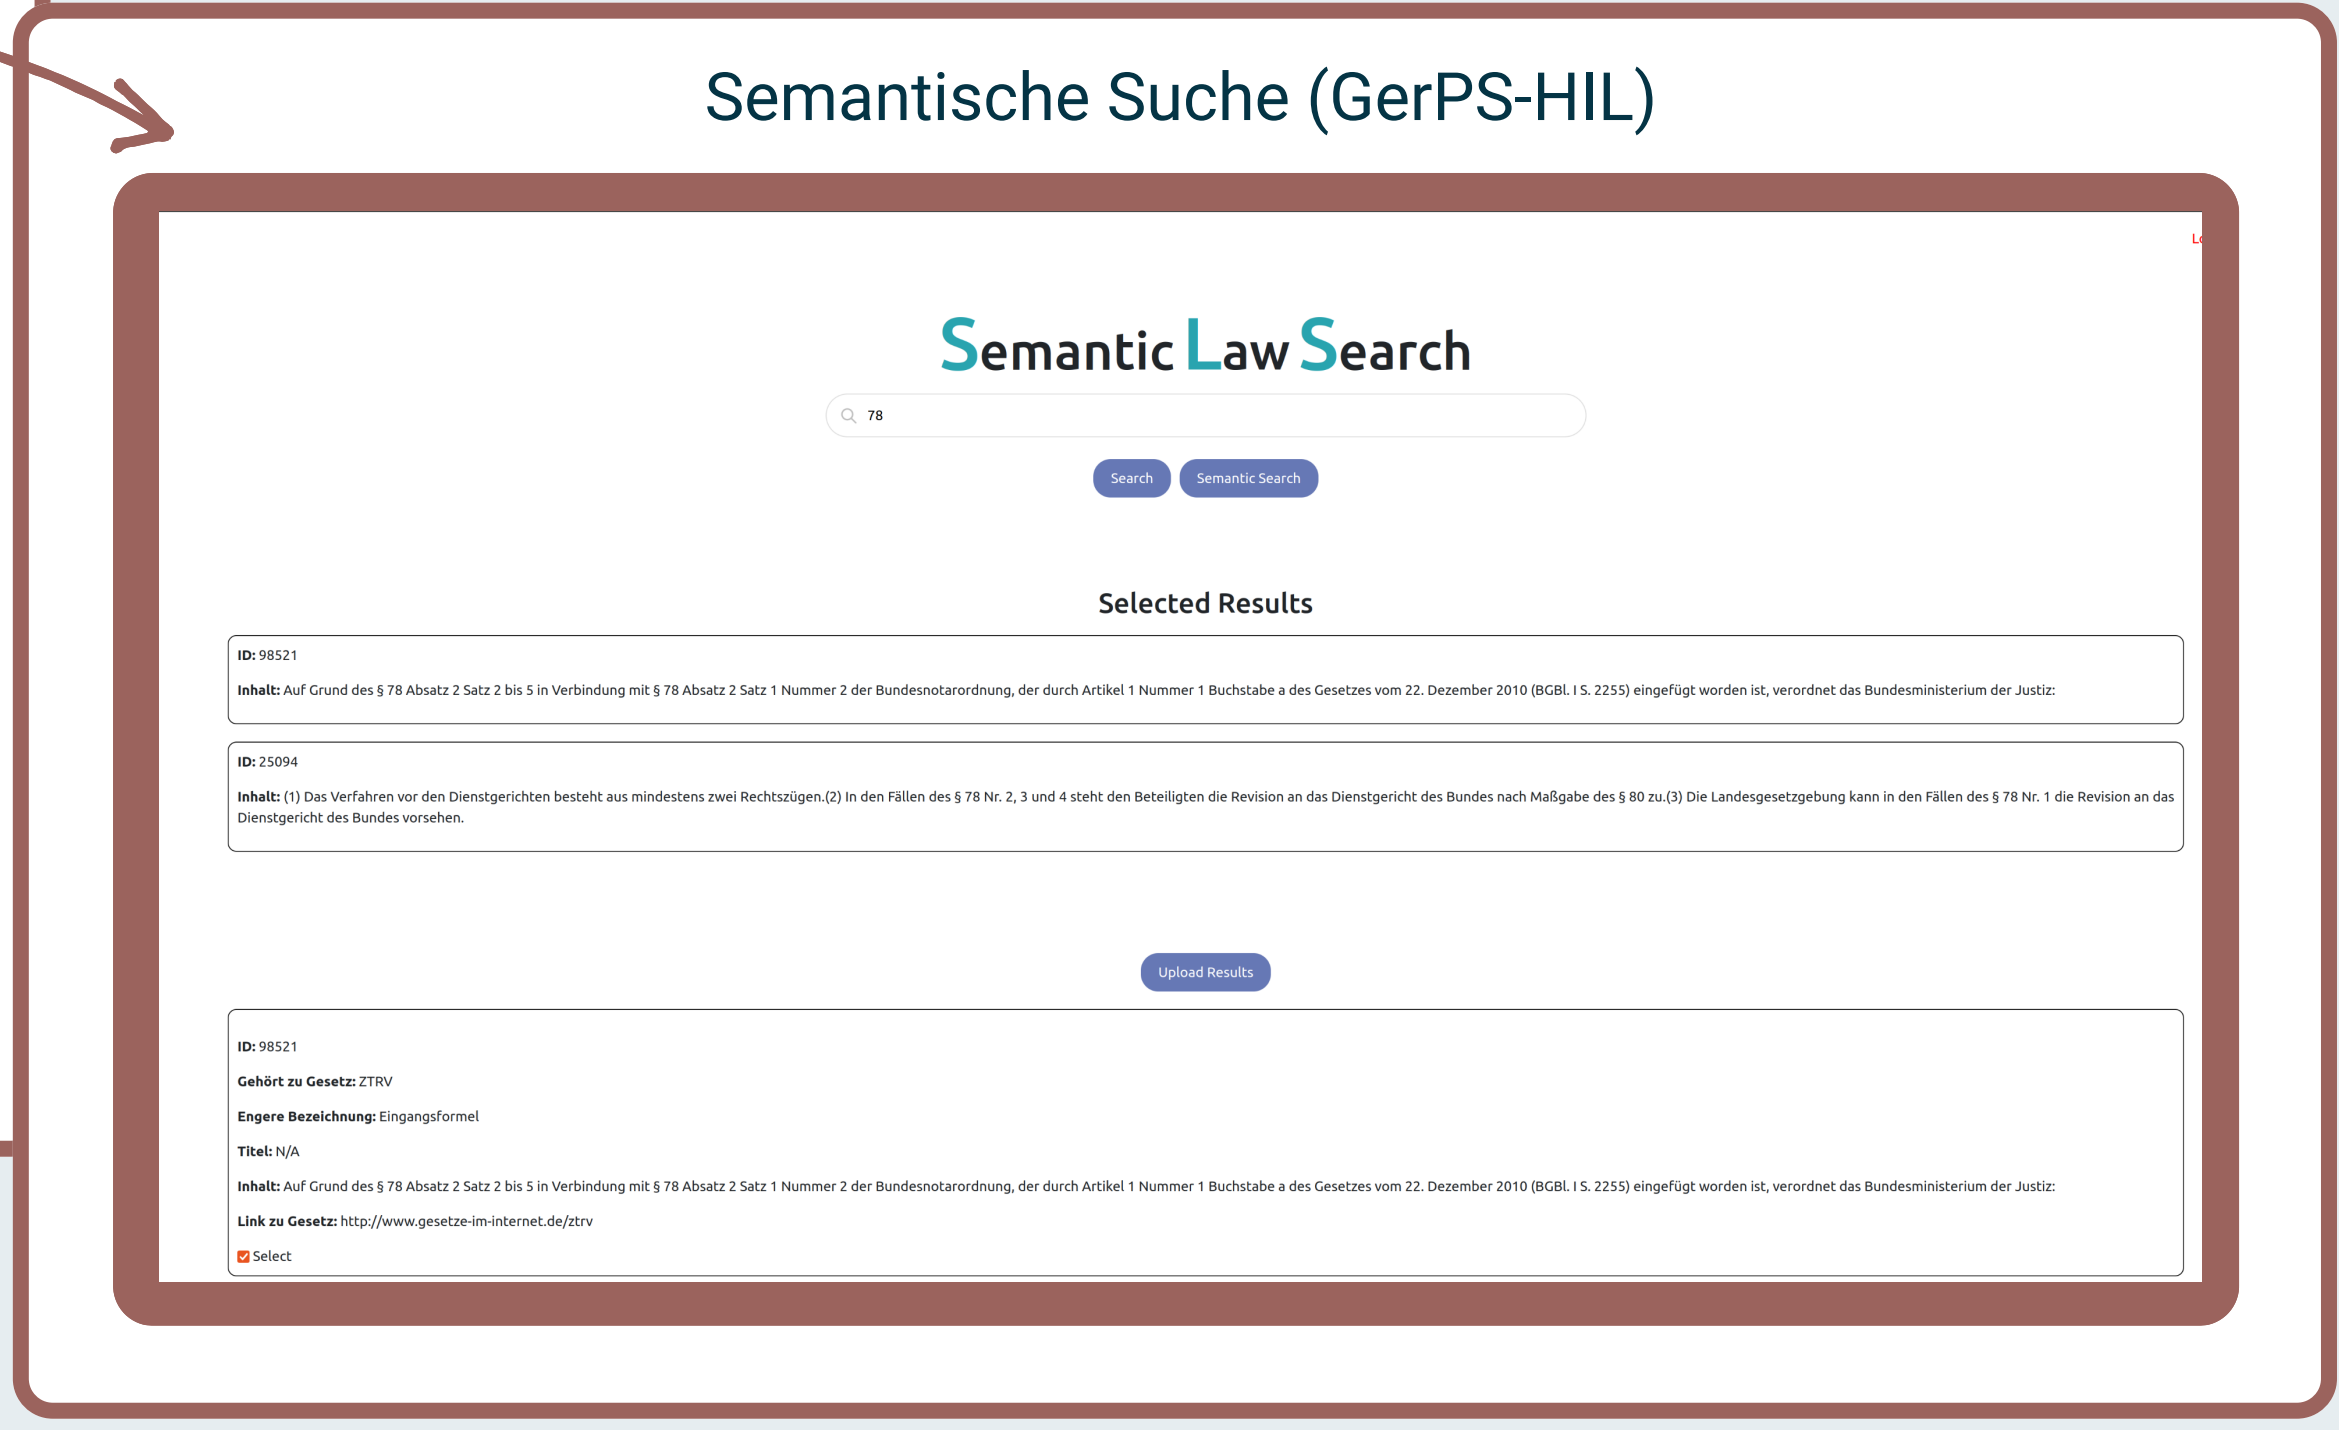 Semantische Suche (GerPS-HIL)
Semantic Law Search
78
Search Semantic Search
Selected Results
ID: 98521
Inhalt: Auf Grund des § 78 Absatz 2 Satz 2 bis 5 in Verbindung mit § 78 Absatz 2 Satz 1 Nummer 2 der Bundesnotarordnung, der durch Artikel 1 Nummer 1 Buchstabe a des Gesetzes vom 22. Dezember 2010 (BGBl. I S. 2255) eingefügt worden ist, verordnet das Bundesministerium der Justiz:
ID: 25094
Inhalt: (1) Das Verfahren vor den Dienstgerichten besteht aus mindestens zwei Rechtszügen.(2) In den Fällen des § 78 Nr. 2, 3 und 4 steht den Beteiligten die Revision an das Dienstgericht des Bundes nach Maßgabe des § 80 zu.(3) Die Landesgesetzgebung kann in den Fällen des § 78 Nr. 1 die Revision an das
Dienstgericht des Bundes vorsehen.
Upload Results
ID: 98521
Gehört zu Gesetz: ZTRV
Engere Bezeichnung: Eingangsformel
Titel: N/A
Inhalt: Auf Grund des § 78 Absatz 2 Satz 2 bis 5 in Verbindung mit § 78 Absatz 2 Satz 1 Nummer 2 der Bundesnotarordnung, der durch Artikel 1 Nummer 1 Buchstabe a des Gesetzes vom 22. Dezember 2010 (BGBl. I S. 2255) eingefügt worden ist, verordnet das Bundesministerium der Justiz:
Link zu Gesetz: http://www.gesetze-im-internet.de/ztrv
Select